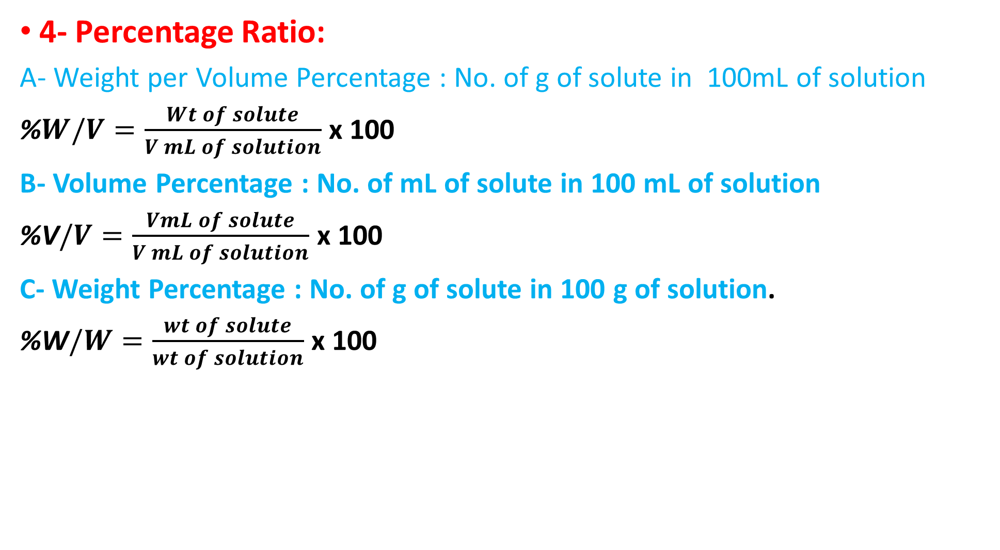 • 4- Percentage Ratio:
A- Weight per Volume Percentage : No. of g of solute in  100mL of solution
%W/V = \frac{Wt of solute}{V mL of solution} x 100
B- Volume Percentage : No. of mL of solute in 100 mL of solution
%V/V = \frac{VmL of solute}{V mL of solution} x 100
C- Weight Percentage : No. of g of solute in 100 g of solution.
%W/W = \frac{wt of solute}{wt of solution} x 100